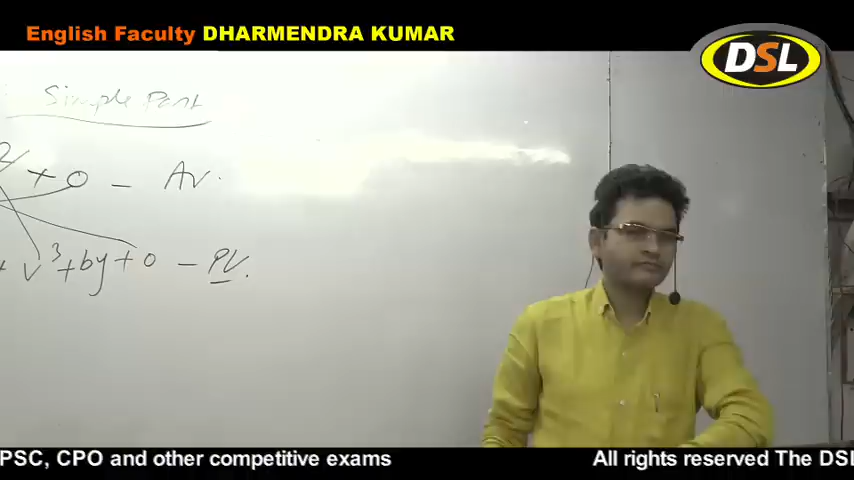 English Faculty DHARMENDRA KUMAR
DSL
Simple Past
+ O - AV.
V³ + by + O - PV.
PSC, CPO and other competitive exams
All rights reserved The DSL